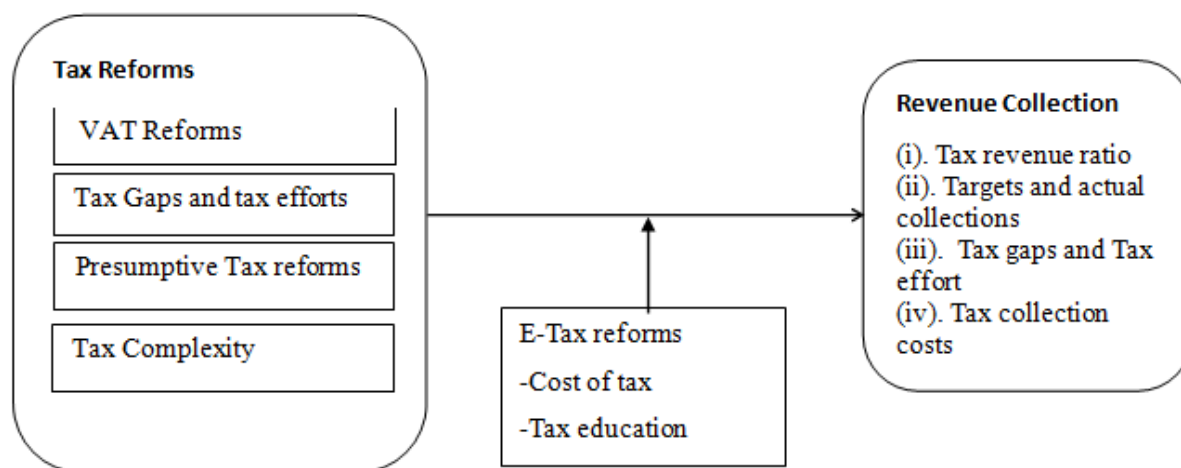 Tax Reforms
VAT Reforms
Tax Gaps and tax efforts
Presumptive Tax reforms
Tax Complexity
E-Tax reforms
-Cost of tax
-Tax education
Revenue Collection
(i). Tax revenue ratio
(ii). Targets and actual
collections
(iii). Tax gaps and Tax
effort
(iv). Tax collection
costs